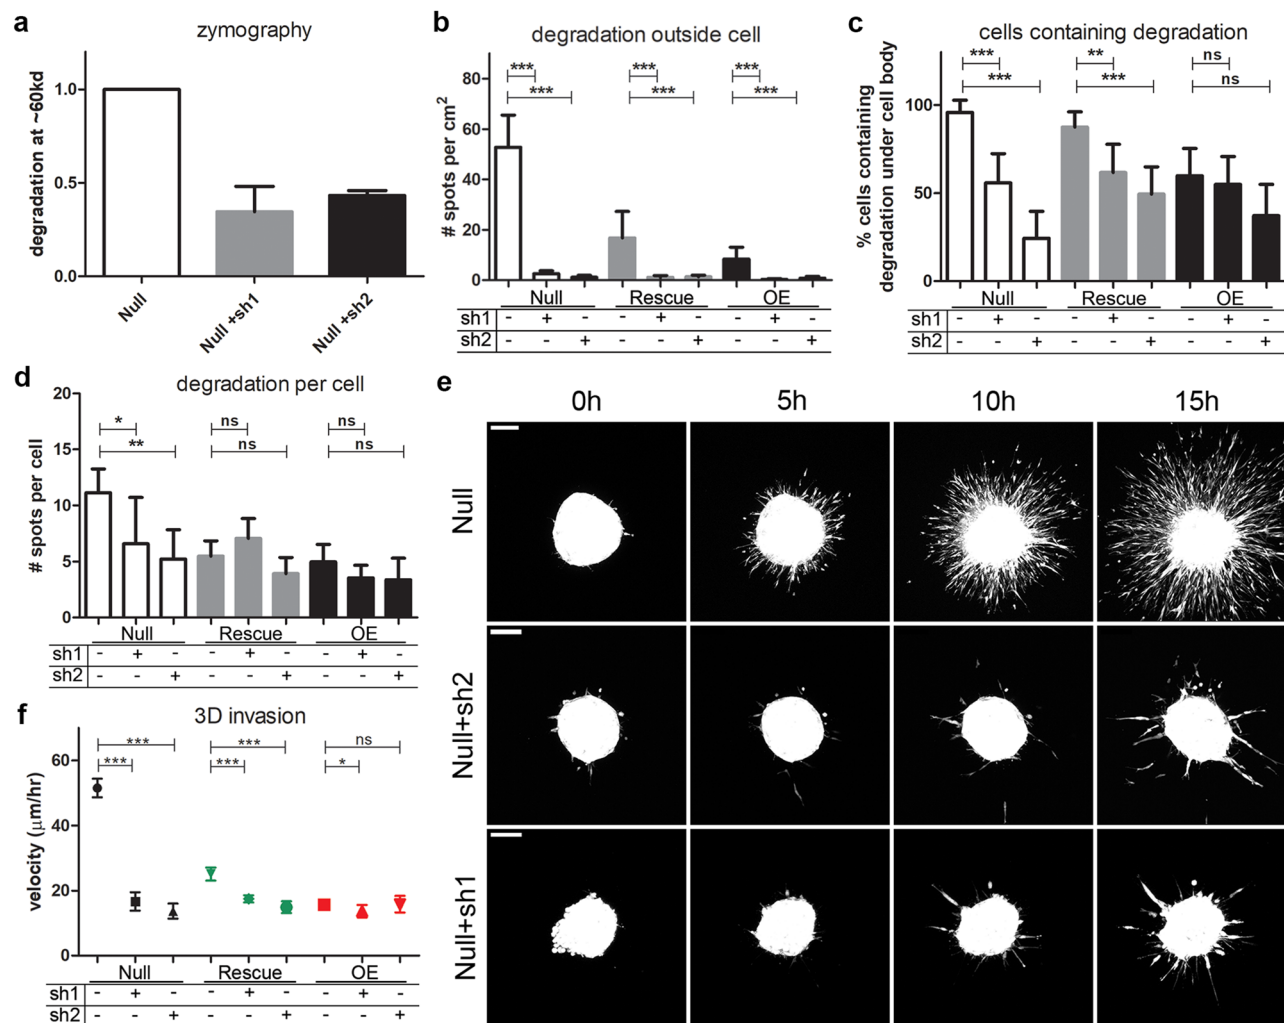 a
zymography
degradation at ~60kd
1.0
0.5
0.0
Null
Null +sh1
Null +sh2
b
degradation outside cell
# spots per cm2
80
60
40
20
0
***
***
***
***
***
***
Null Rescue OE
sh1 - + - - + - - + -
sh2 - - + - - + - - +
c
cells containing degradation
% cells containing
degradation under cell body
100
50
0
*** ** ns
*** *** ns
Null Rescue OE
sh1 - + - - + - - + -
sh2 - - + - - + - - +
d
degradation per cell
# spots per cell
20
15
10
5
0
* ns ns
** ns ns
Null Rescue OE
sh1 - + - - + - - + -
sh2 - - + - - + - - +
e
0h 5h 10h 15h
Null
Null+sh2
Null+sh1
f
3D invasion
velocity (μm/hr)
60
40
20
0
*** *** ns
*** *** *
Null Rescue OE
sh1 - + - - + - - + -
sh2 - - + - - + - - +